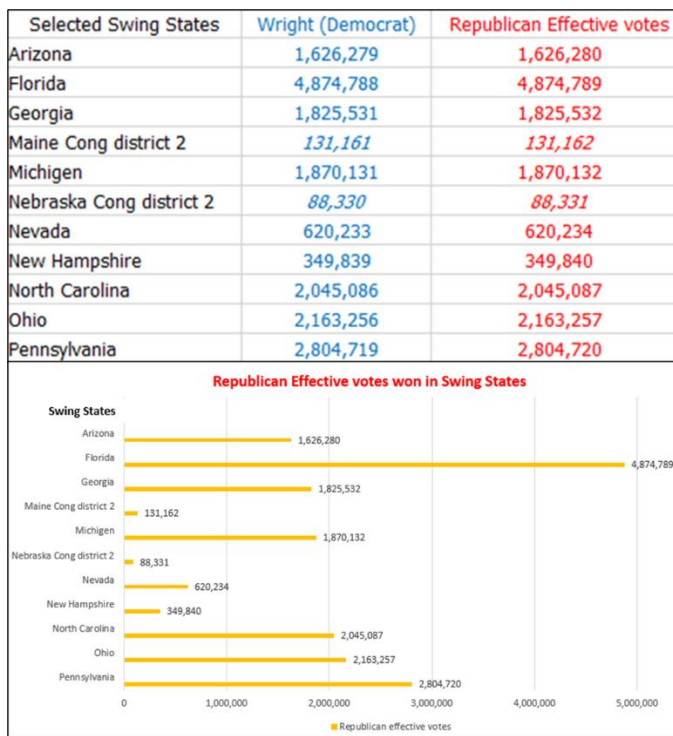 Selected Swing States Wright (Democrat) Republican Effective votes
Arizona 1,626,279 1,626,280
Florida 4,874,788 4,874,789
Georgia 1,825,531 1,825,532
Maine Cong district 2 131,161 131,162
Michigen 1,870,131 1,870,132
Nebraska Cong district 2 88,330 88,331
Nevada 620,233 620,234
New Hampshire 349,839 349,840
North Carolina 2,045,086 2,045,087
Ohio 2,163,256 2,163,257
Pennsylvania 2,804,719 2,804,720
Republican Effective votes won in Swing States
Swing States
Arizona 1,626,280
Florida 4,874,789
Georgia 1,825,532
Maine Cong district 2 131,162
Michigen 1,870,132
Nebraska Cong district 2 88,331
Nevada 620,234
New Hampshire 349,840
North Carolina 2,045,087
Ohio 2,163,257
Pennsylvania 2,804,720
0 1,000,000 2,000,000 3,000,000 4,000,000 5,000,000
Republican effective votes